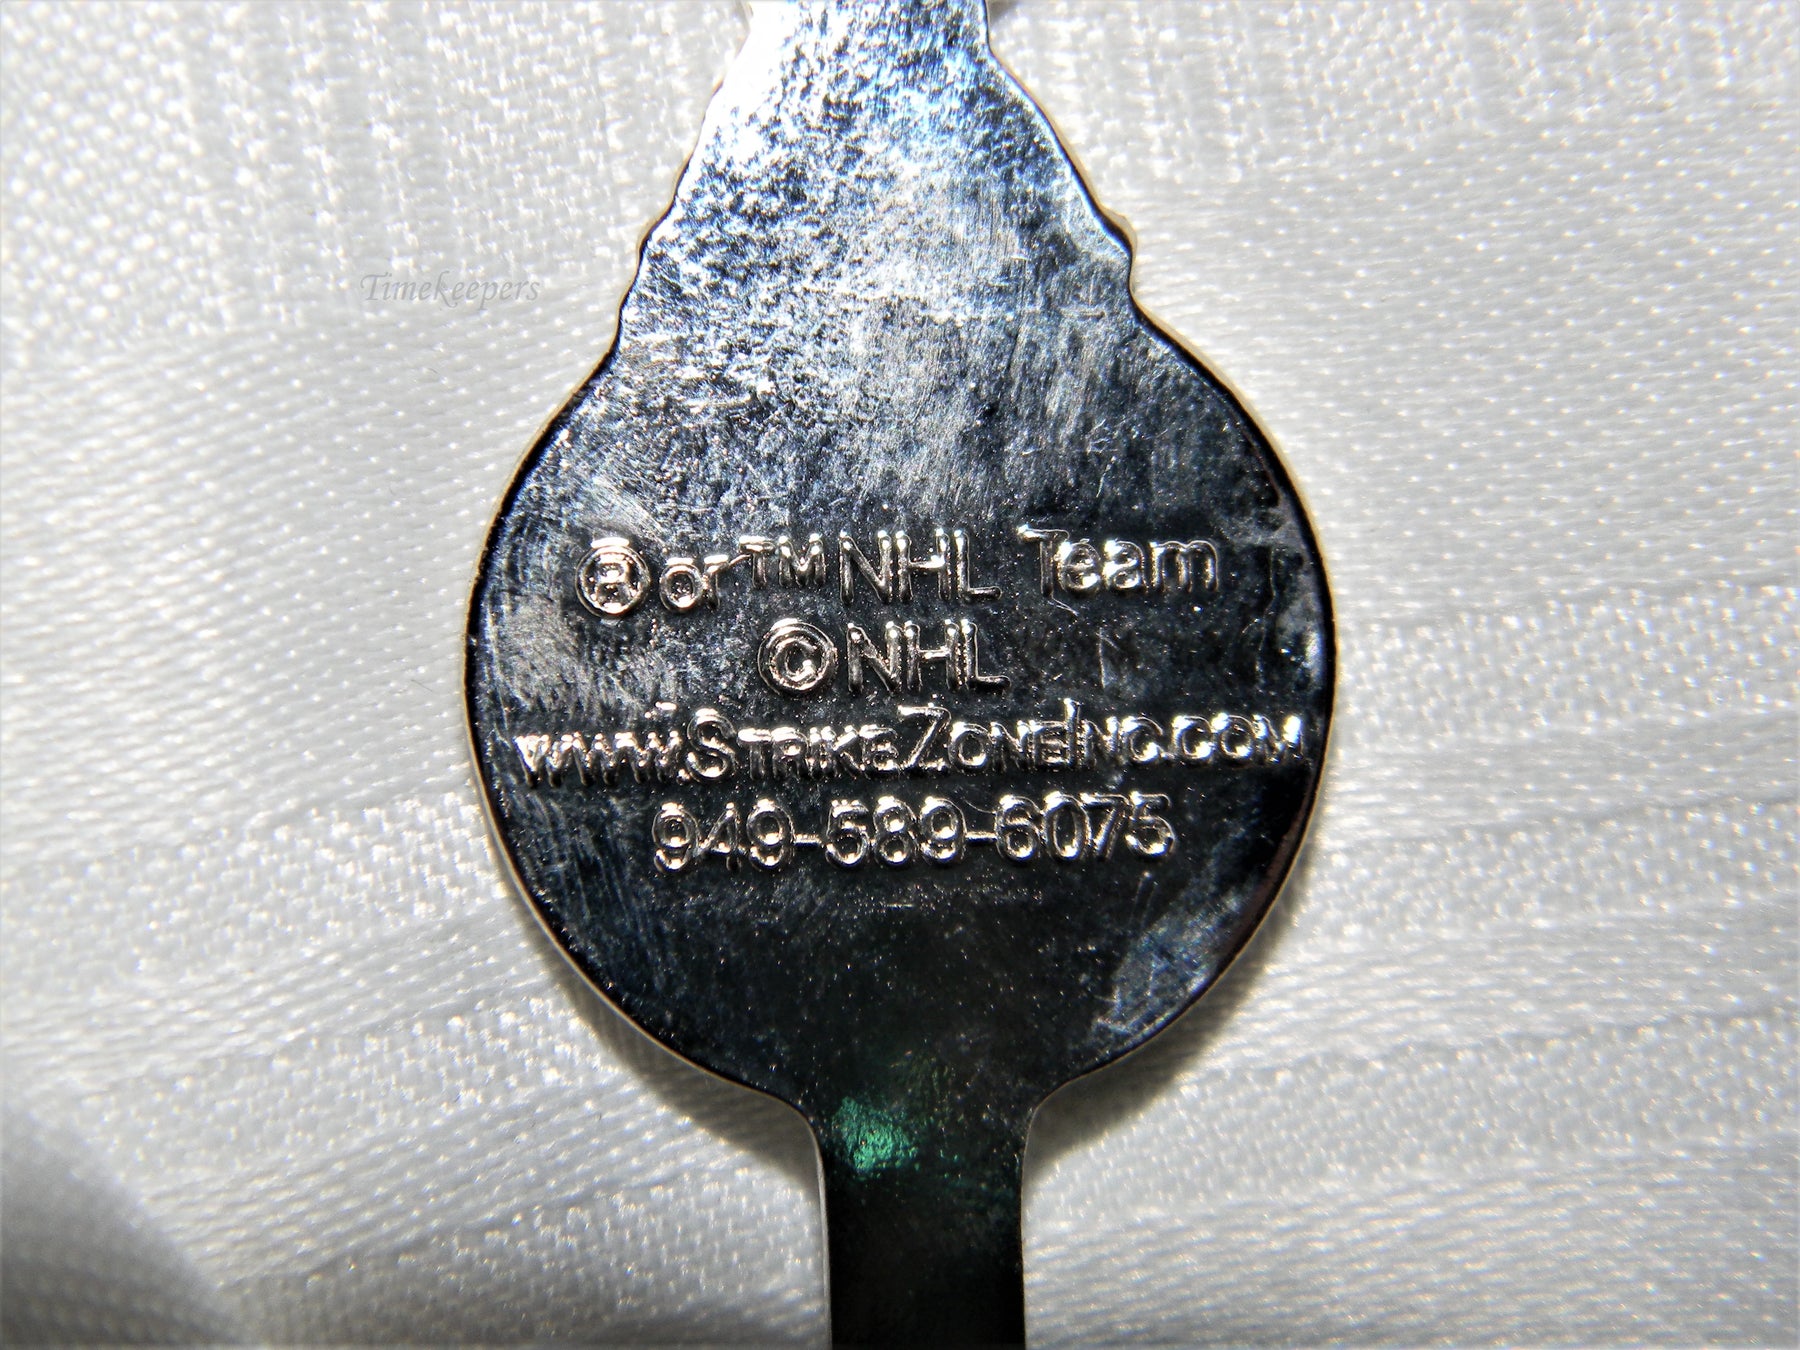 Timekeepers
® or ™ NHL Team
© NHL
www.StrikeZoneInc.com
949-589-6075